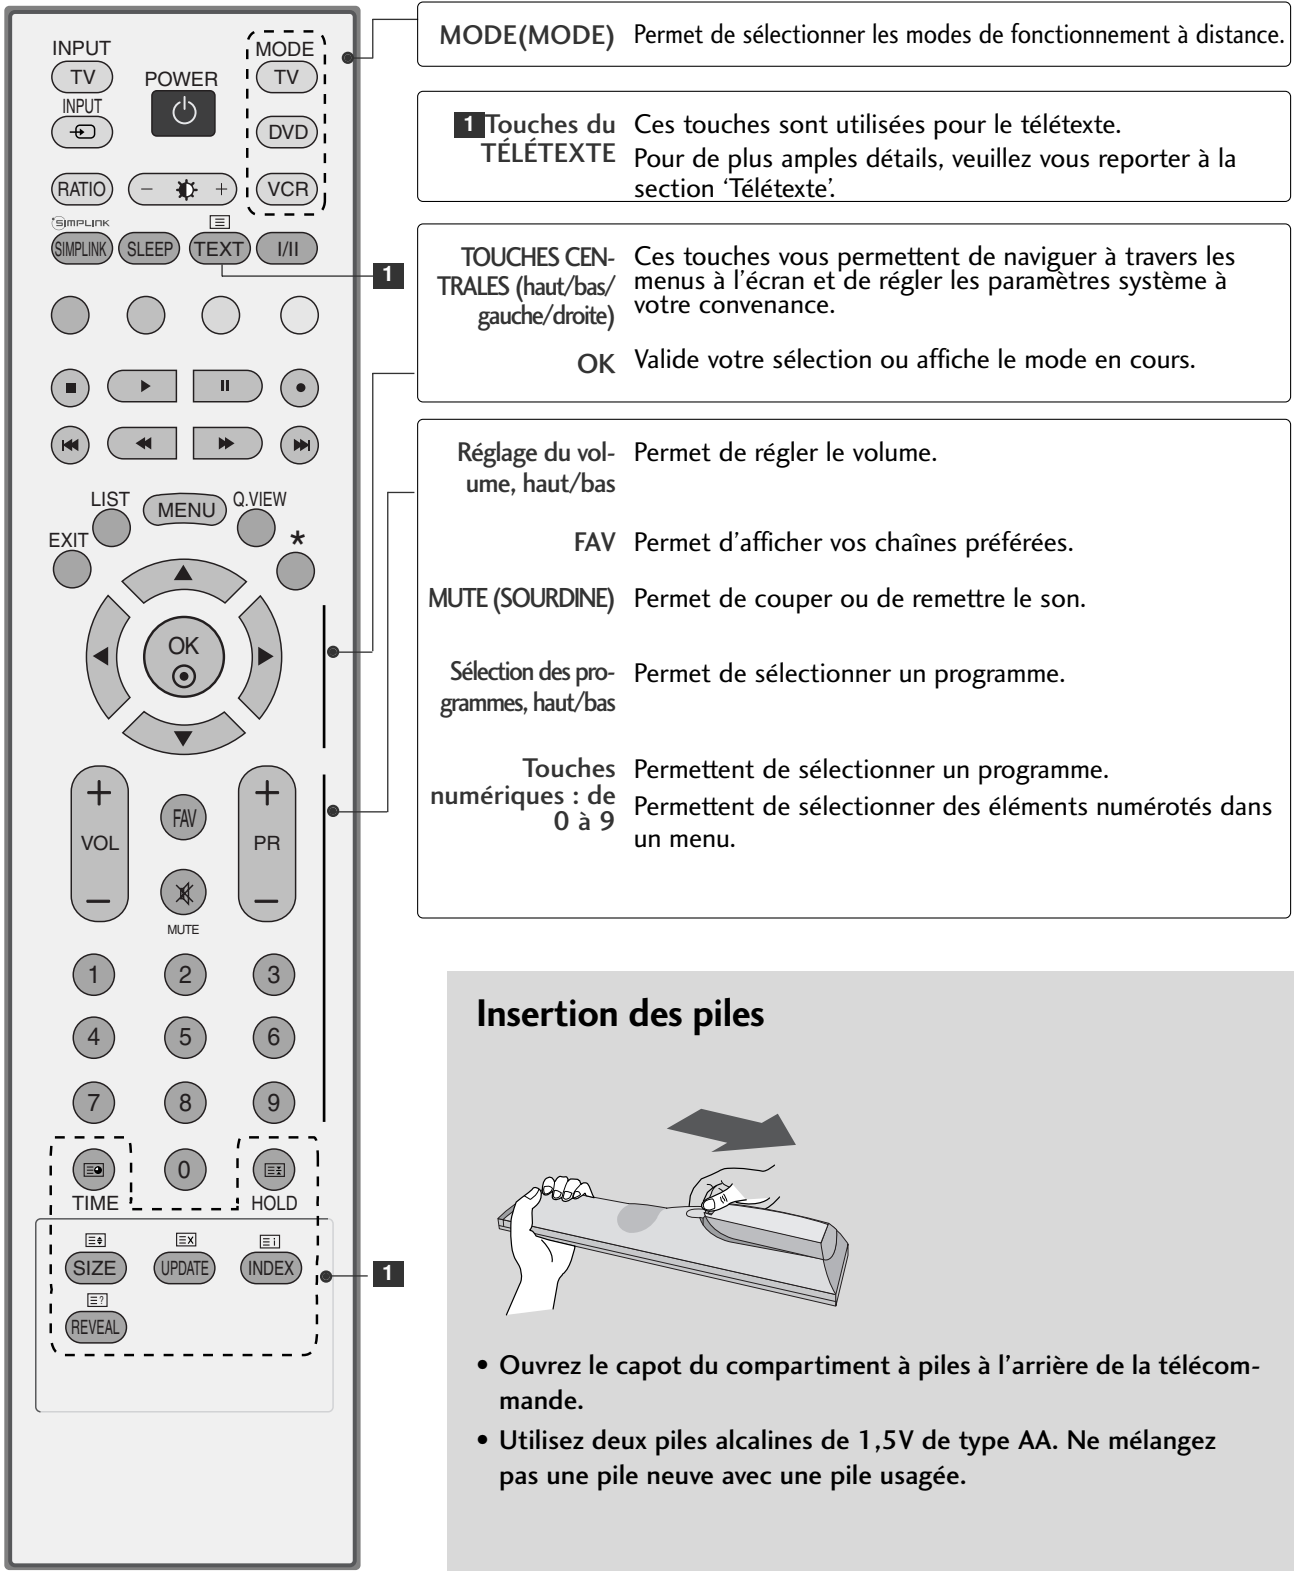 INPUT
MODE
TV
POWER
TV
INPUT
DVD
RATIO
- +
VCR
SIMPLINK
SIMPLINK
SLEEP
TEXT
I/II
1
LIST
MENU
Q.VIEW
EXIT
*
OK
+
VOL
-
FAV
MUTE
+
PR
-
1 2 3
4 5 6
7 8 9
0
TIME
HOLD
SIZE
UPDATE
INDEX
1
REVEAL
MODE(MODE) Permet de sélectionner les modes de fonctionnement à distance.
1 Touches du Ces touches sont utilisées pour le télétexte.
TÉLÉTEXTE Pour de plus amples détails, veuillez vous reporter à la
section ‘Télétexte’.
TOUCHES CEN- Ces touches vous permettent de naviguer à travers les
TRALES (haut/bas/ menus à l’écran et de régler les paramètres système à
gauche/droite) votre convenance.
OK Valide votre sélection ou affiche le mode en cours.
Réglage du vol- Permet de régler le volume.
ume, haut/bas
FAV Permet d’afficher vos chaînes préférées.
MUTE (SOURDINE) Permet de couper ou de remettre le son.
Sélection des pro- Permet de sélectionner un programme.
grammes, haut/bas
Touches Permettent de sélectionner un programme.
numériques : de Permettent de sélectionner des éléments numérotés dans
0 à 9 un menu.
Insertion des piles
• Ouvrez le capot du compartiment à piles à l’arrière de la télécom-
mande.
• Utilisez deux piles alcalines de 1,5V de type AA. Ne mélangez
pas une pile neuve avec une pile usagée.